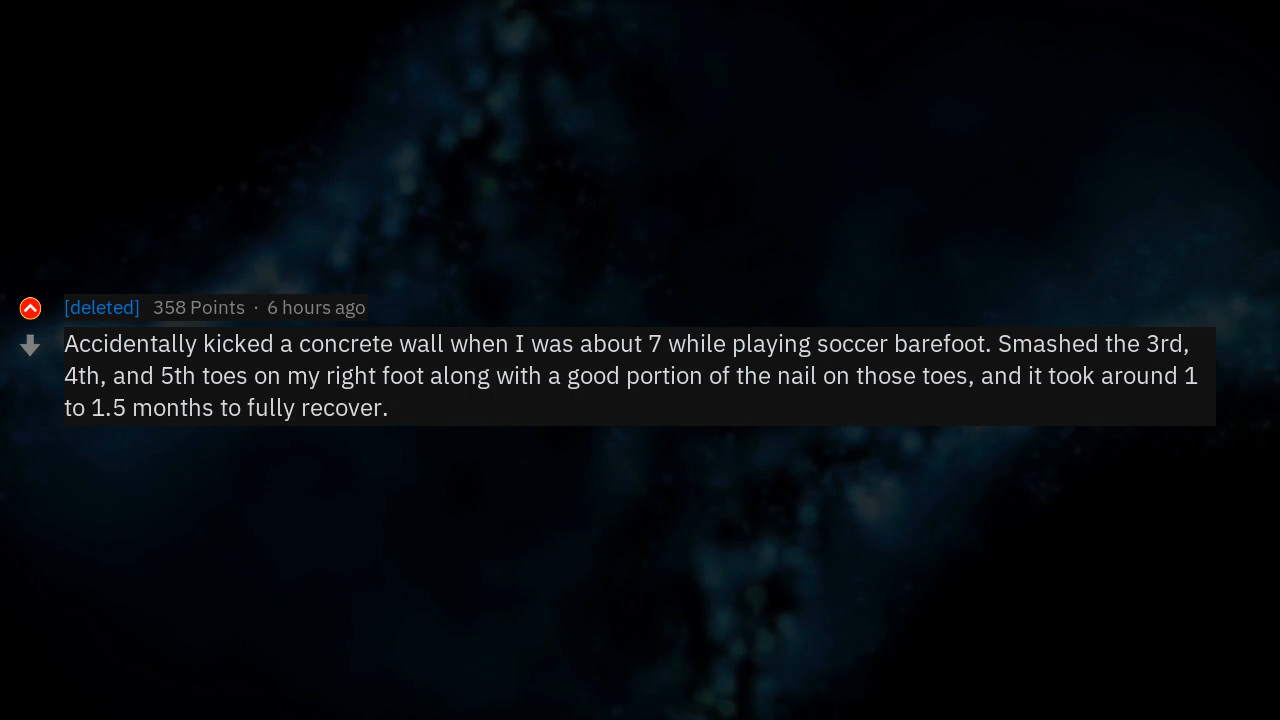 [deleted] 358 Points · 6 hours ago
Accidentally kicked a concrete wall when I was about 7 while playing soccer barefoot. Smashed the 3rd,
4th, and 5th toes on my right foot along with a good portion of the nail on those toes, and it took around 1
to 1.5 months to fully recover.